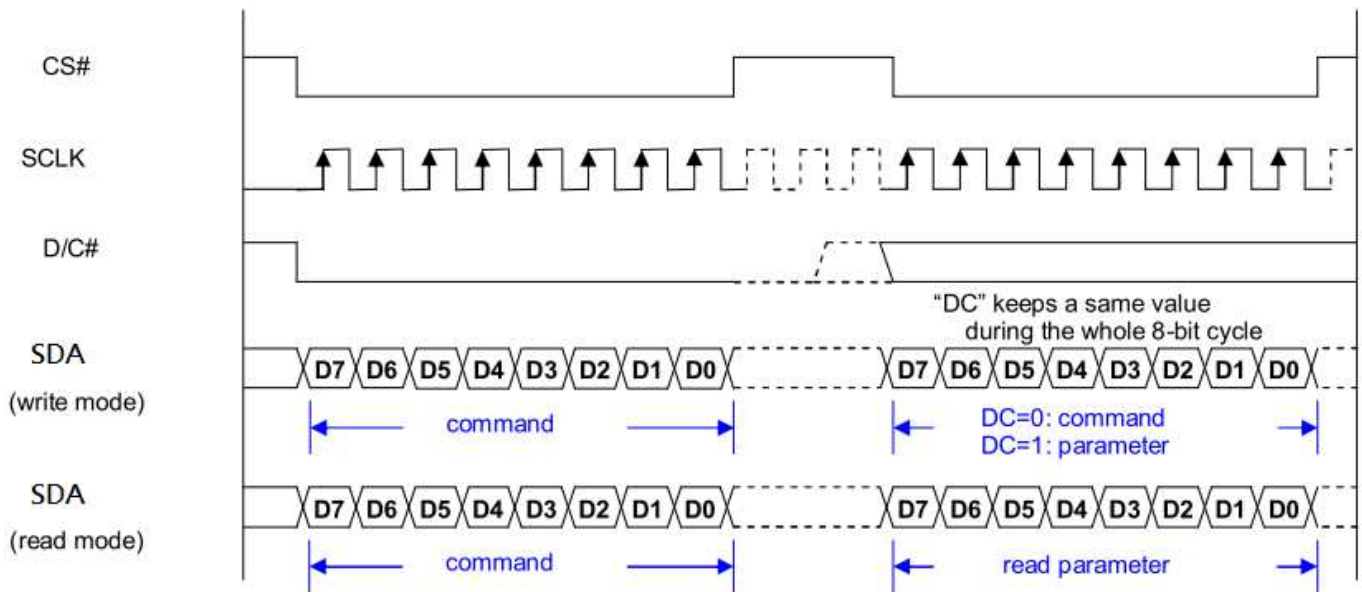 CS#
SCLK
D/C#
“DC” keeps a same value
during the whole 8-bit cycle
SDA
(write mode)
D7 D6 D5 D4 D3 D2 D1 D0 D7 D6 D5 D4 D3 D2 D1 D0
command
DC=0: command
DC=1: parameter
SDA
(read mode)
D7 D6 D5 D4 D3 D2 D1 D0 D7 D6 D5 D4 D3 D2 D1 D0
command read parameter